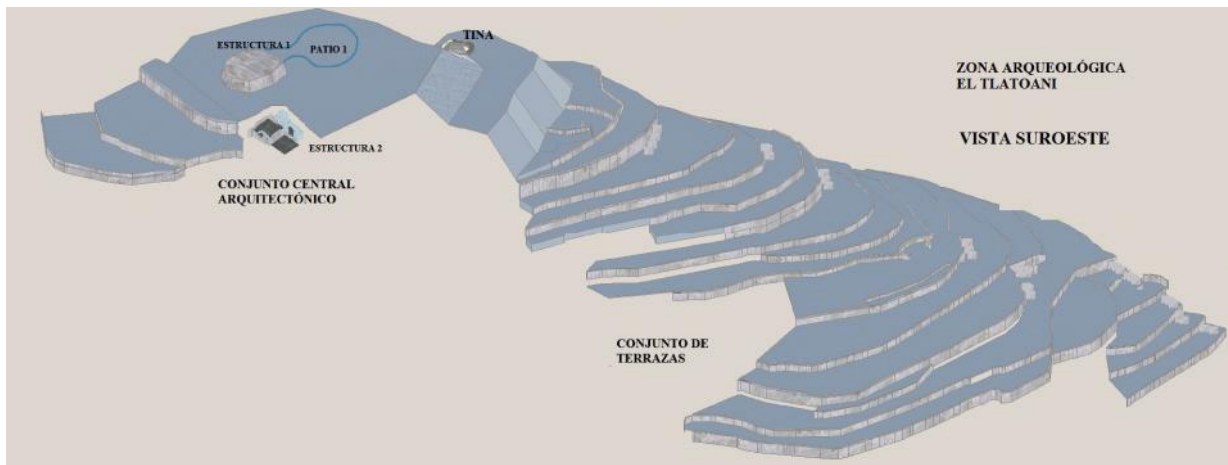 ESTRUCTURA 1
PATIO 1
TINA
ZONA ARQUEOLÓGICA
EL TLATOANI
VISTA SUROESTE
ESTRUCTURA 2
CONJUNTO CENTRAL
ARQUITECTÓNICO
CONJUNTO DE
TERRAZAS